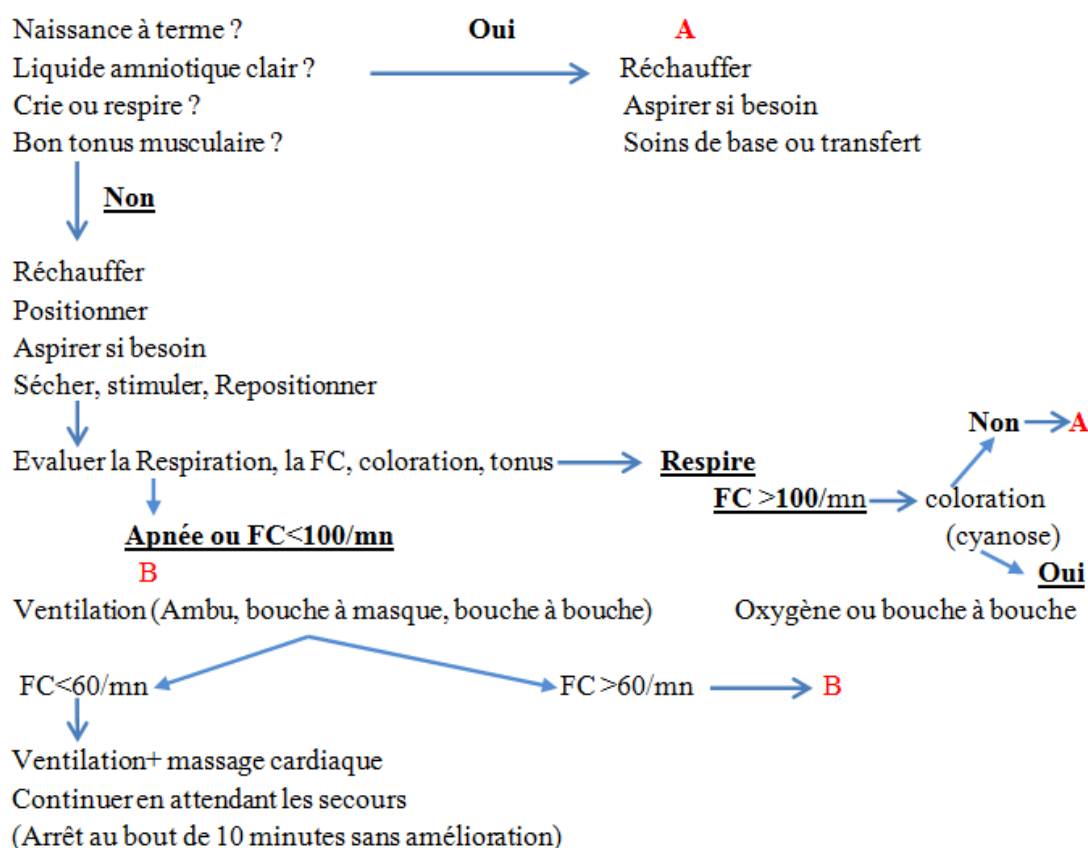 Naissance à terme ? Oui A
Liquide amniotique clair ? Réchauffer
Crie ou respire ? Aspirer si besoin
Bon tonus musculaire ? Soins de base ou transfert
Non
Réchauffer
Positionner
Aspirer si besoin
Sécher, stimuler, Repositionner
Non A
Evaluer la Respiration, la FC, coloration, tonus Respire
FC >100/mn coloration
Apnée ou FC<100/mn (cyanose)
B Oui
Ventilation (Ambu, bouche à masque, bouche à bouche) Oxygène ou bouche à bouche
FC<60/mn FC >60/mn B
Ventilation+ massage cardiaque
Continuer en attendant les secours
(Arrêt au bout de 10 minutes sans amélioration)